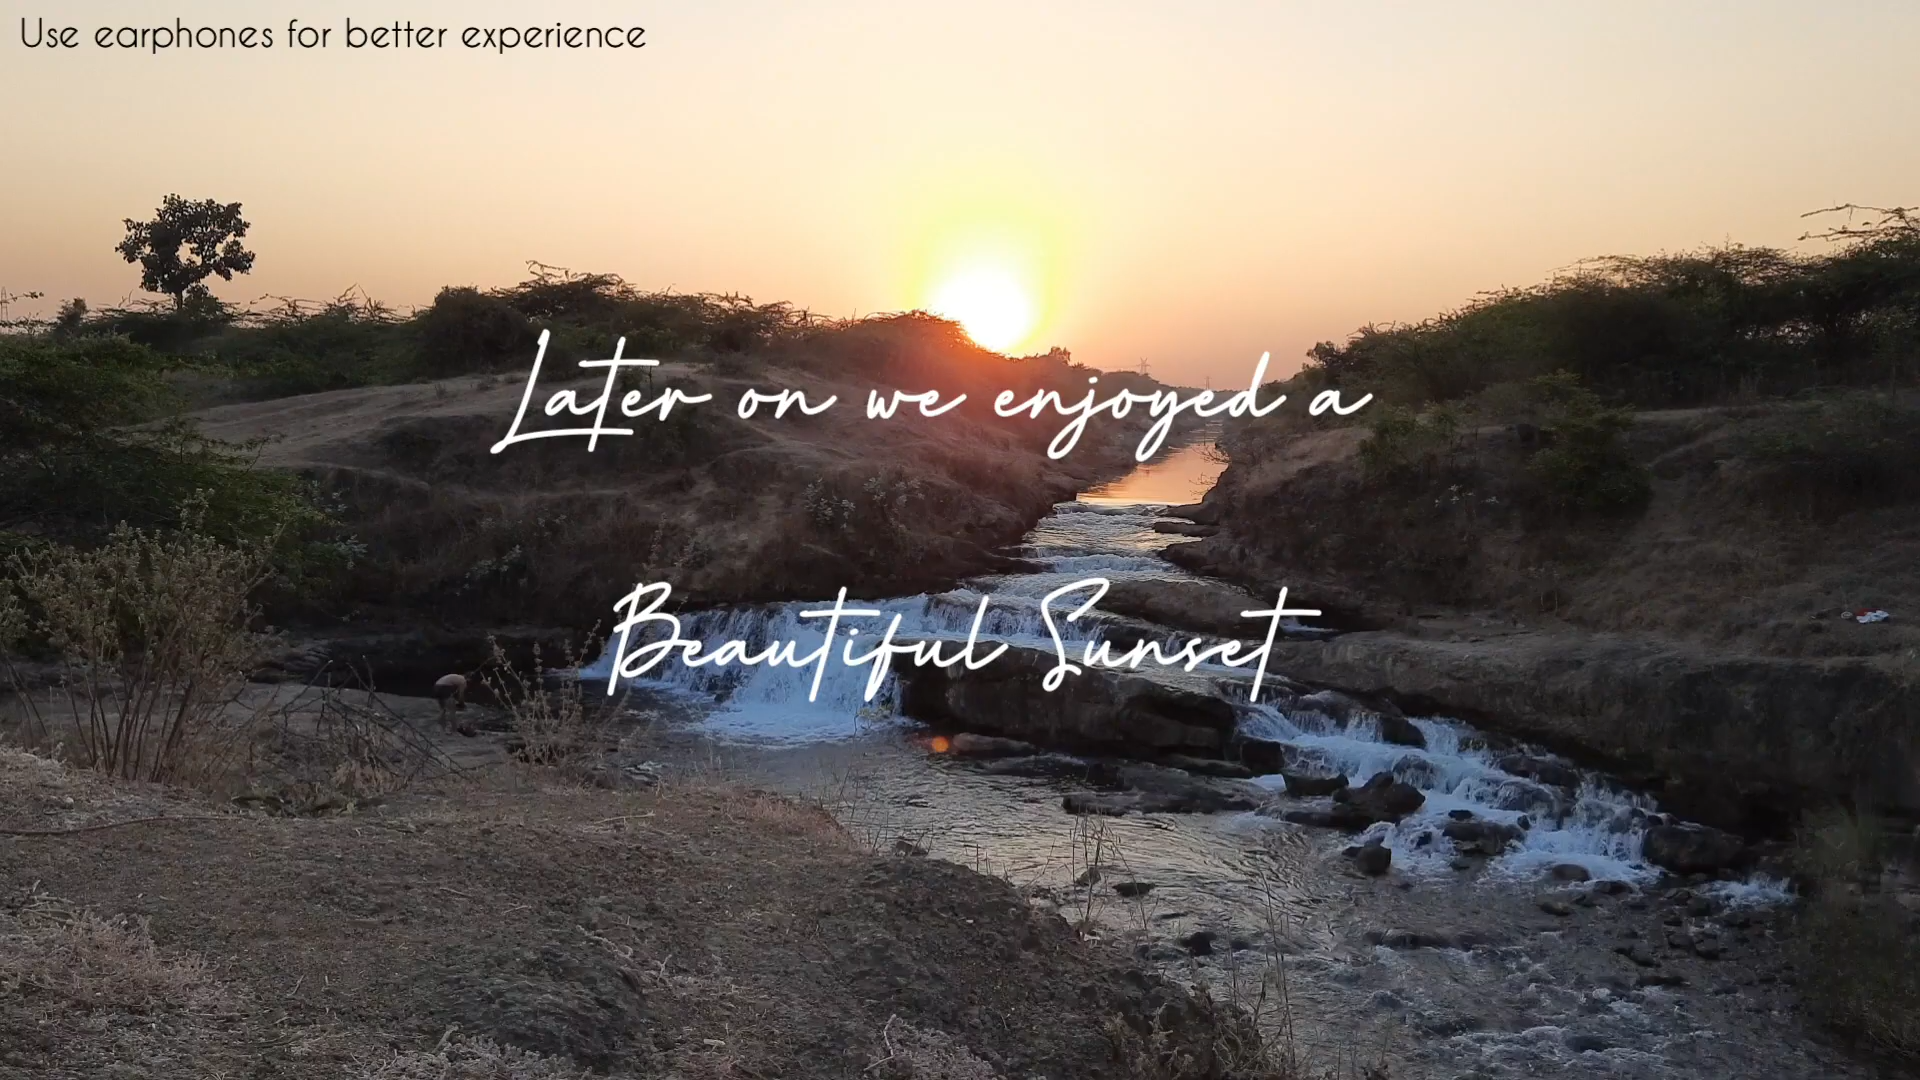 Use earphones for better experience
Later on we enjoyed a
Beautiful Sunset